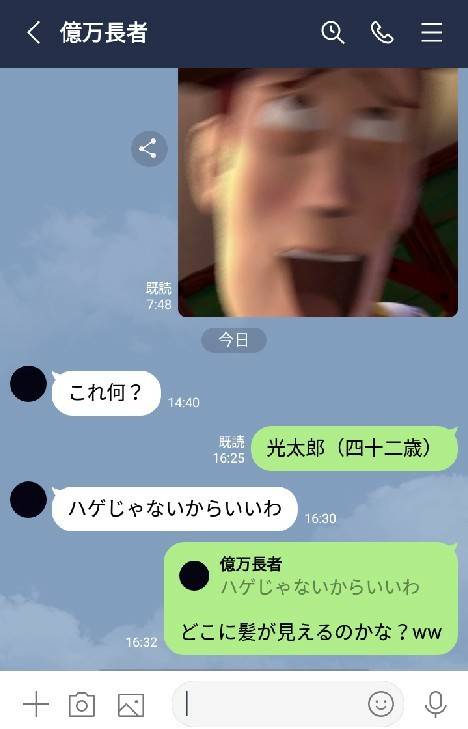 億万長者
既読
7:48
今日
これ何？
14:40
既読
16:25
光太郎（四十二歳）
ハゲじゃないからいいわ
16:30
億万長者
ハゲじゃないからいいわ
どこに髪が見えるのかな？ww
16:32